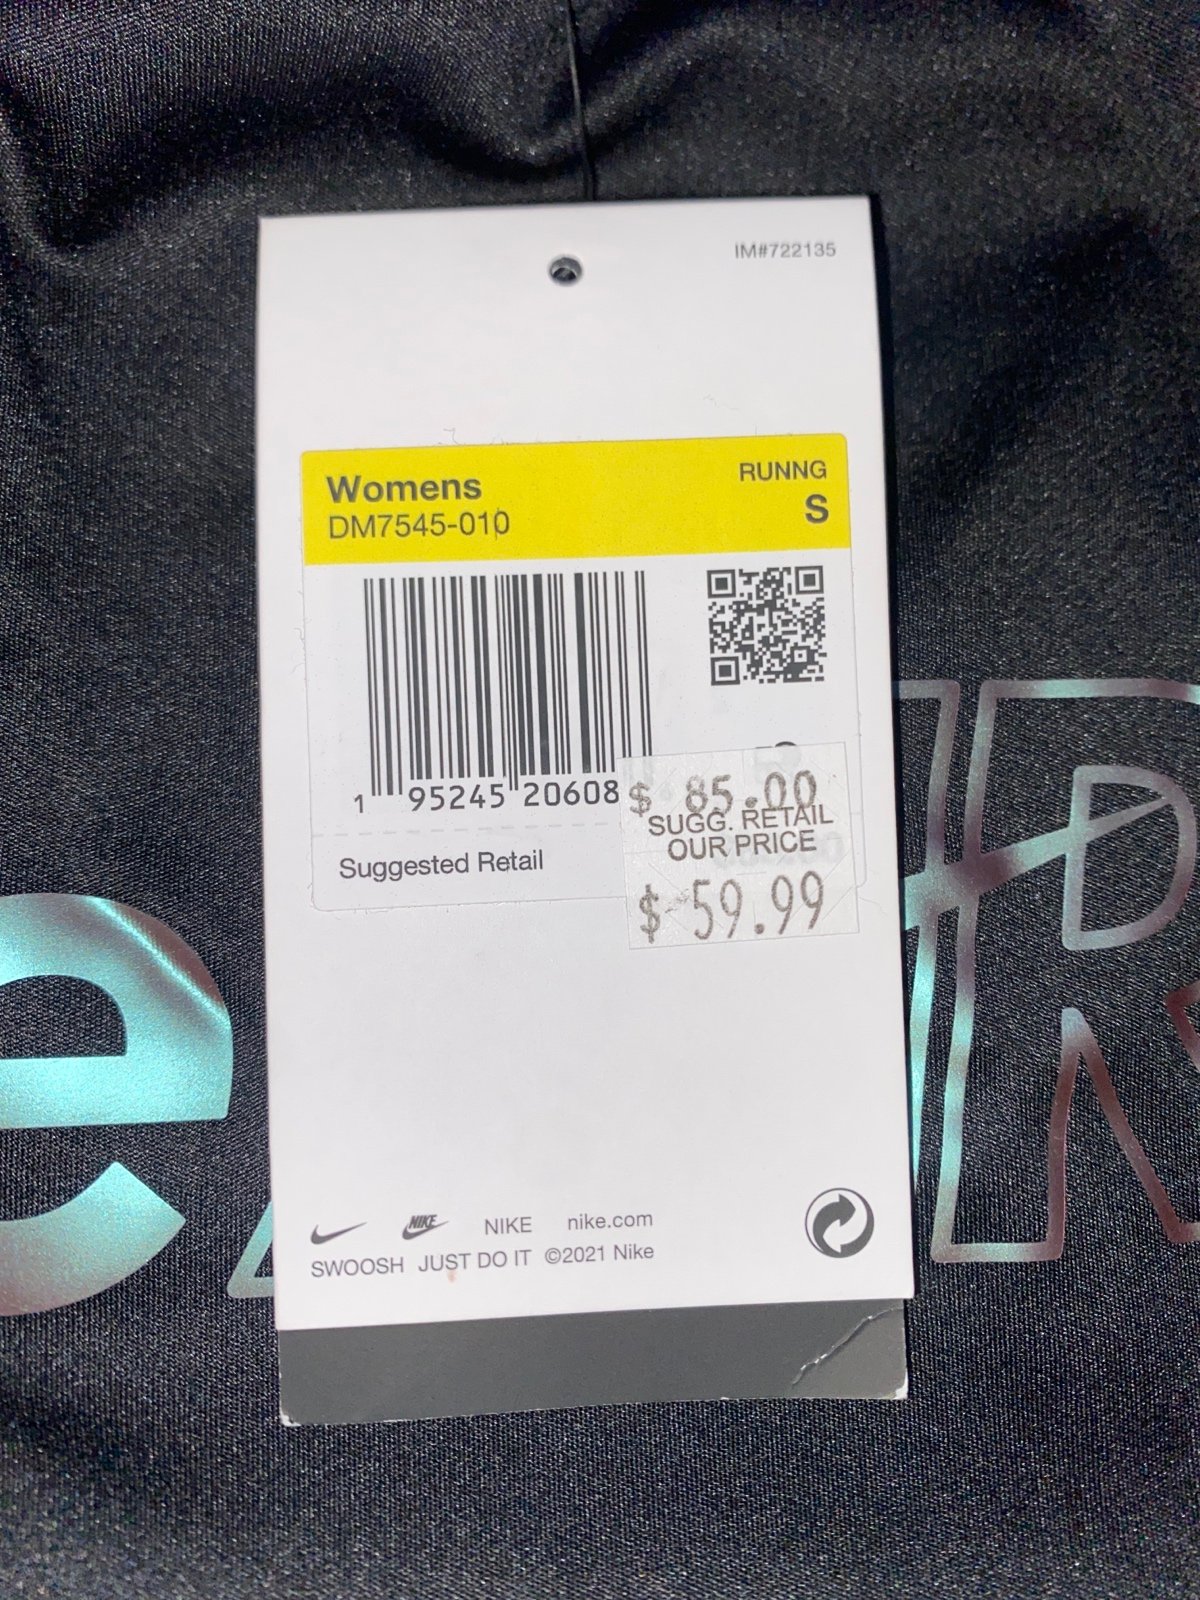 IM#722135
Womens
RUNNG
DM7545-010
S
1 95245 20608
$ 85.00
SUGG. RETAIL
OUR PRICE
$ 59.99
Suggested Retail
e
NIKE NIKE nike.com
SWOOSH JUST DO IT ©2021 Nike